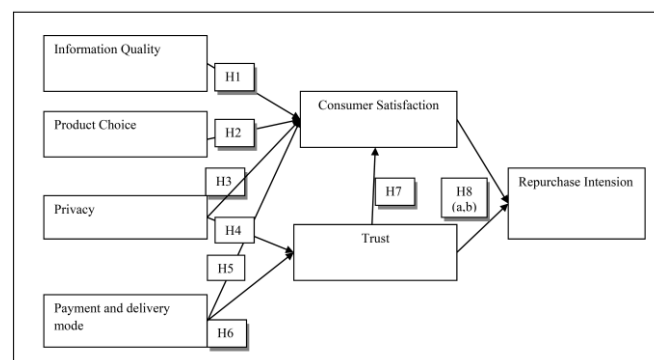 Information Quality
H1
Consumer Satisfaction
Product Choice
H2
H3
H7
H8
(a,b)
Repurchase Intension
Privacy
H4
Trust
H5
Payment and delivery
mode
H6